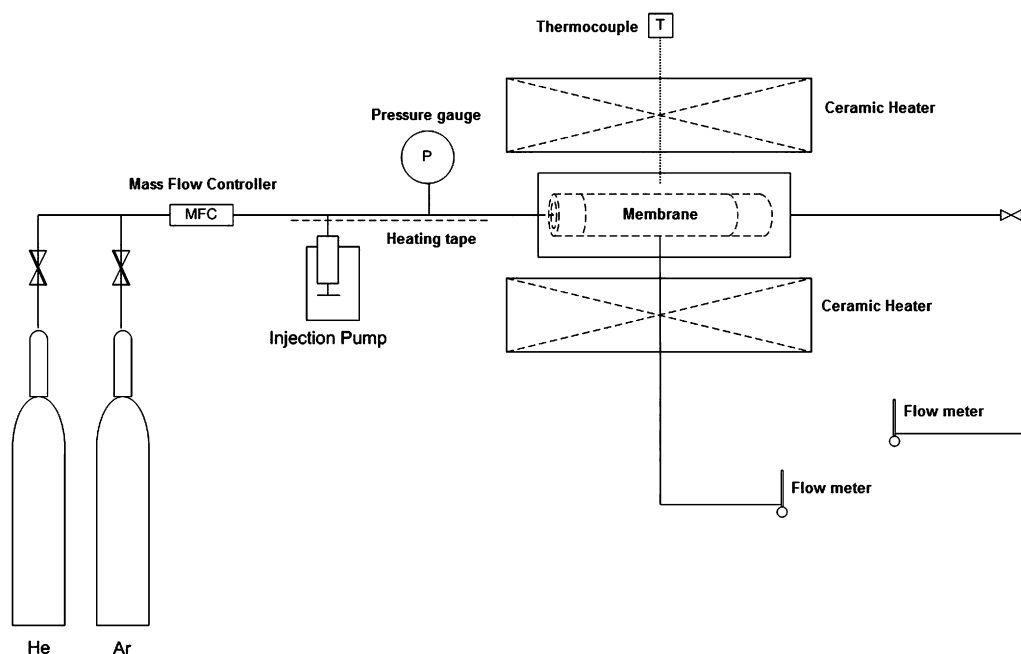 Thermocouple
T
Ceramic Heater
Pressure gauge
P
Mass Flow Controller
MFC
Membrane
Heating tape
Ceramic Heater
Injection Pump
Flow meter
Flow meter
He
Ar